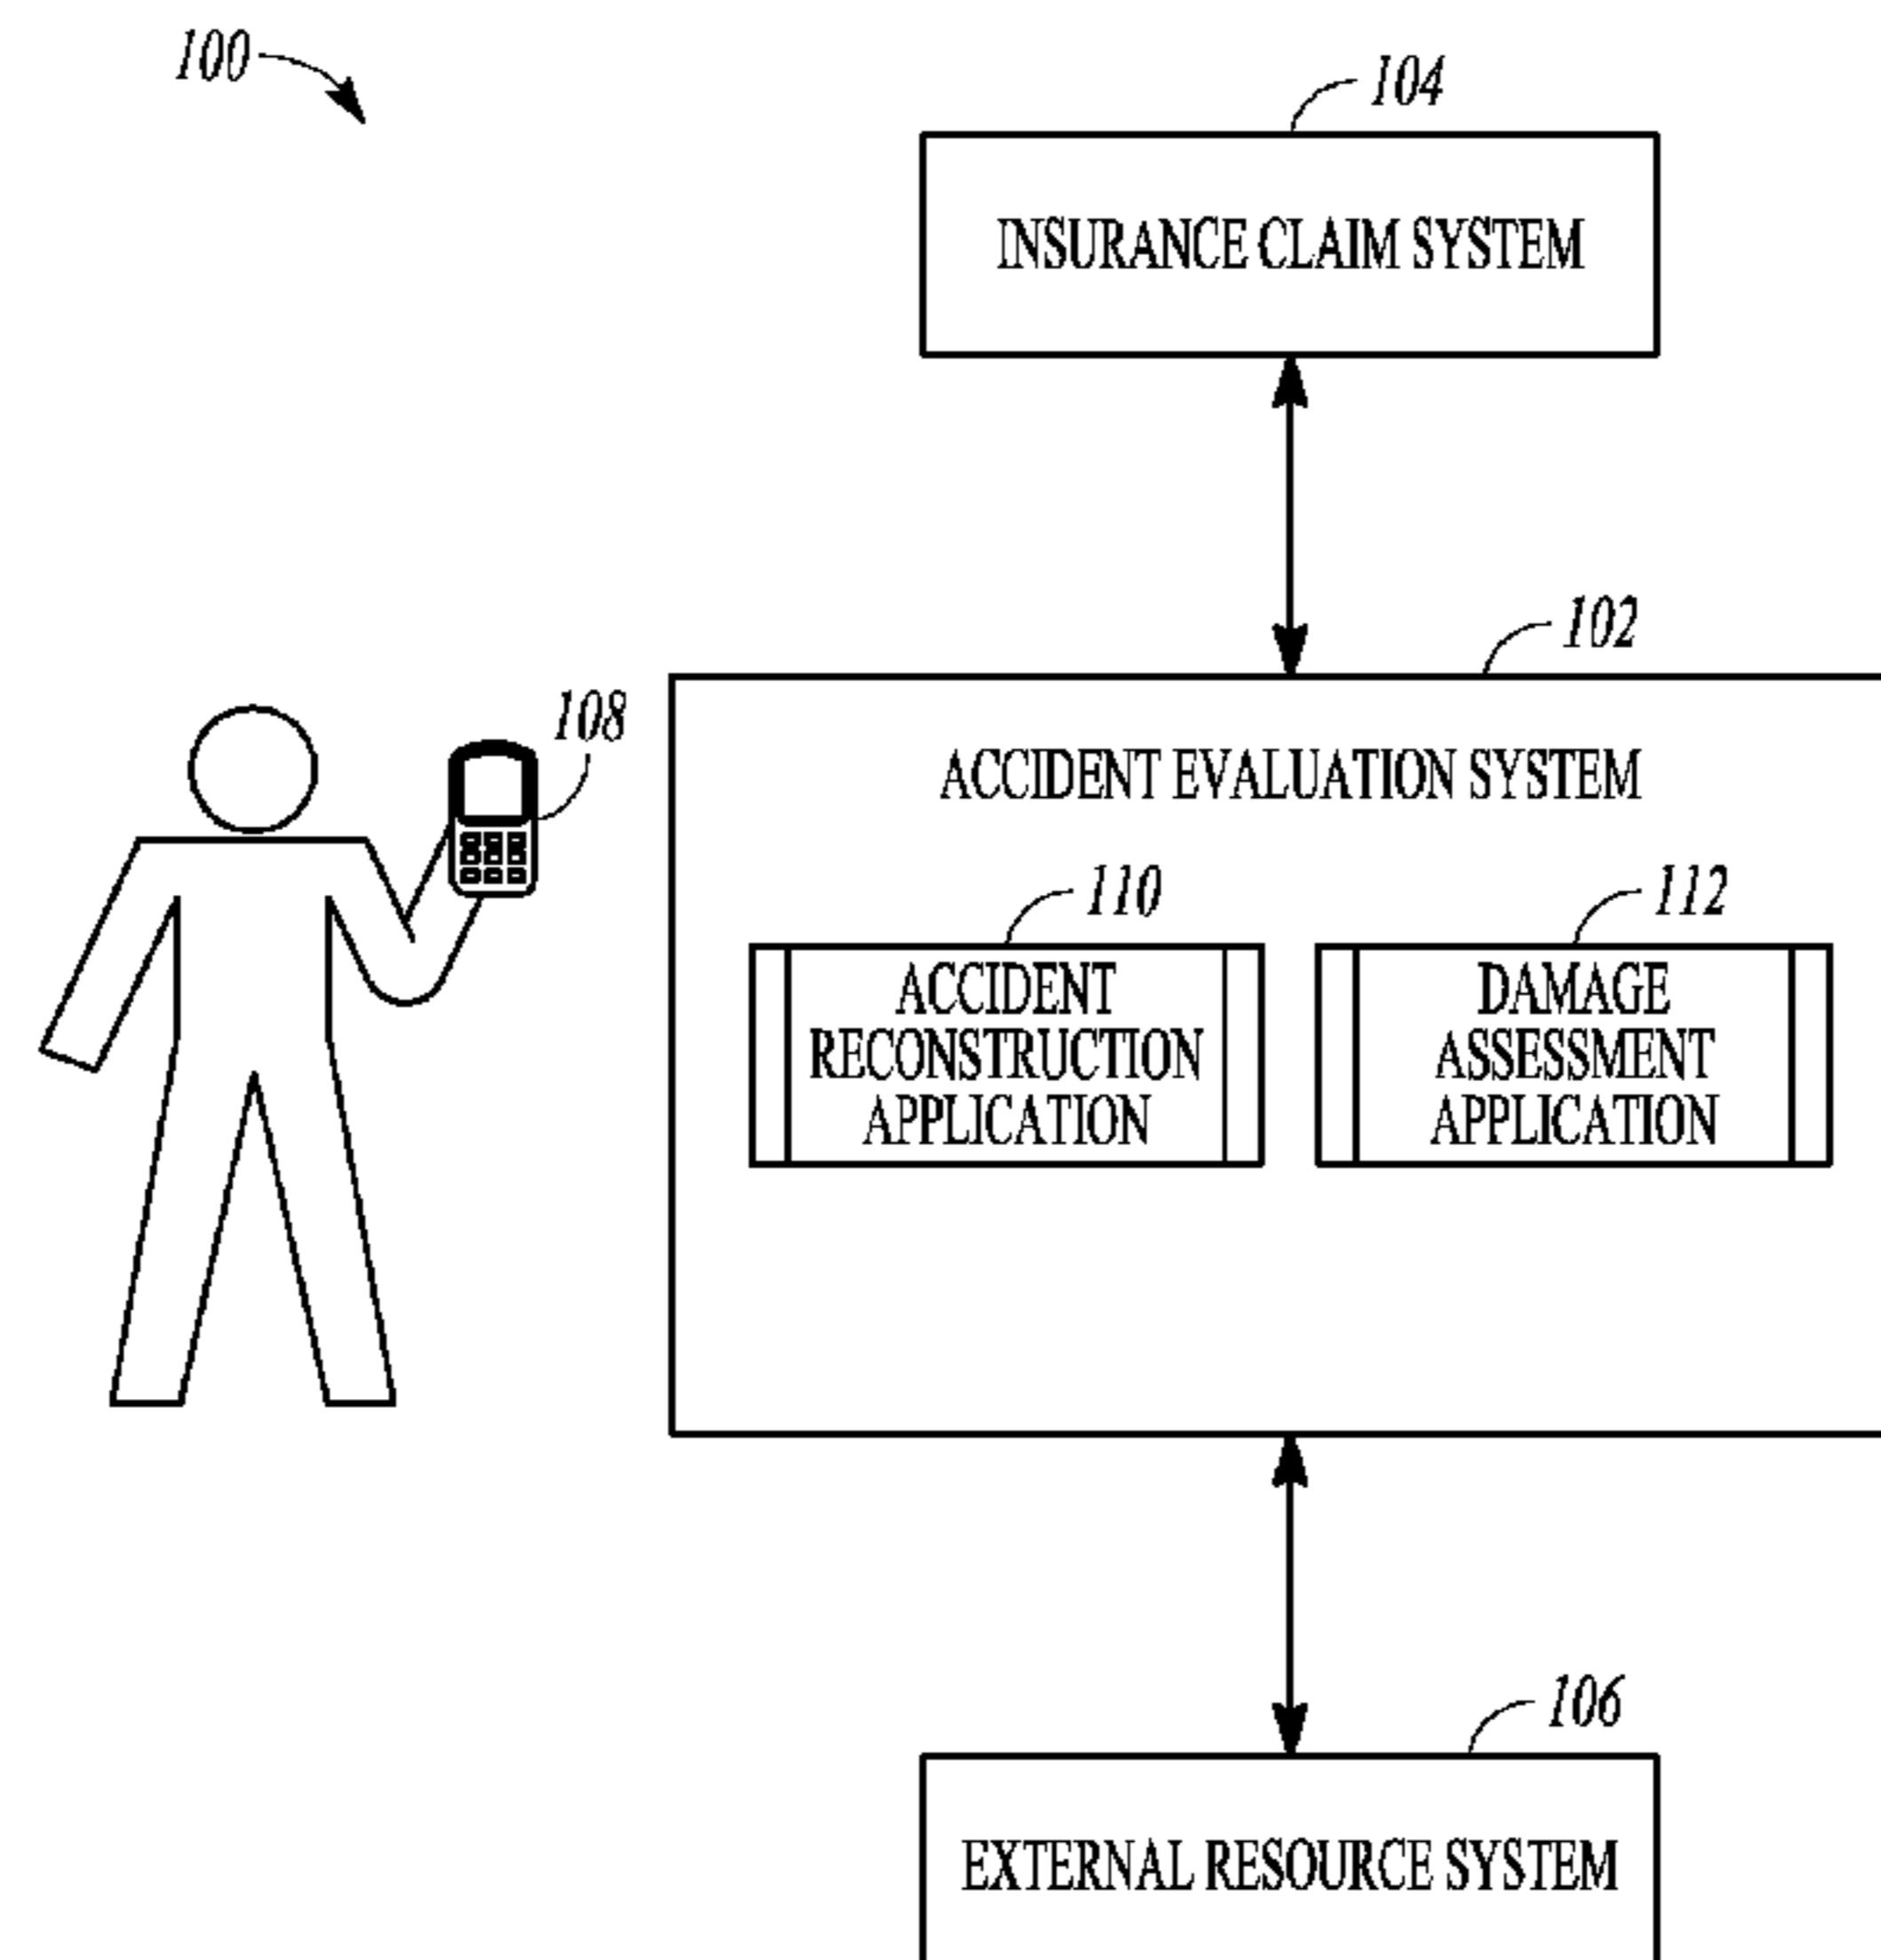 100
104
INSURANCE CLAIM SYSTEM
102
108
ACCIDENT EVALUATION SYSTEM
110
112
ACCIDENT
RECONSTRUCTION
APPLICATION
DAMAGE
ASSESSMENT
APPLICATION
106
EXTERNAL RESOURCE SYSTEM